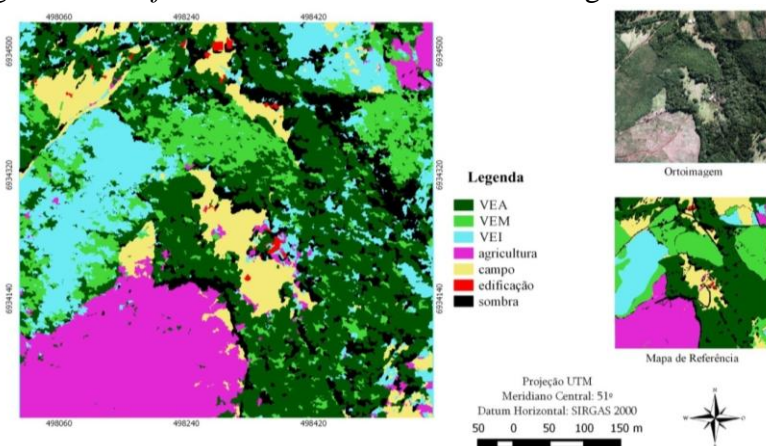 498060 498240 498420
6934500
6934320
6934140
498060 498240 498420
Legenda
VEA
VEM
VEI
agricultura
campo
edificação
sombra
Ortoimagem
Mapa de Referência
Projeção UTM
Meridiano Central: 51º
Datum Horizontal: SIRGAS 2000
50 0 50 100 150 m
N
W O
S